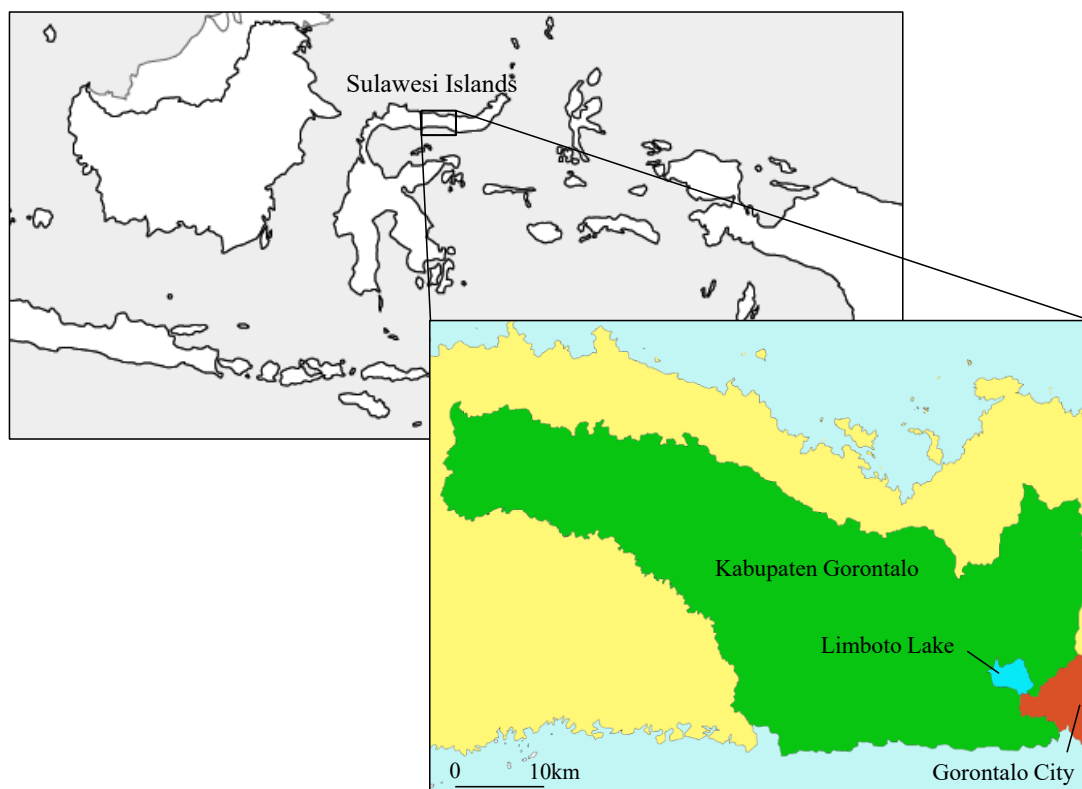 Sulawesi Islands
Kabupaten Gorontalo
Limboto Lake
Gorontalo City
0 10km